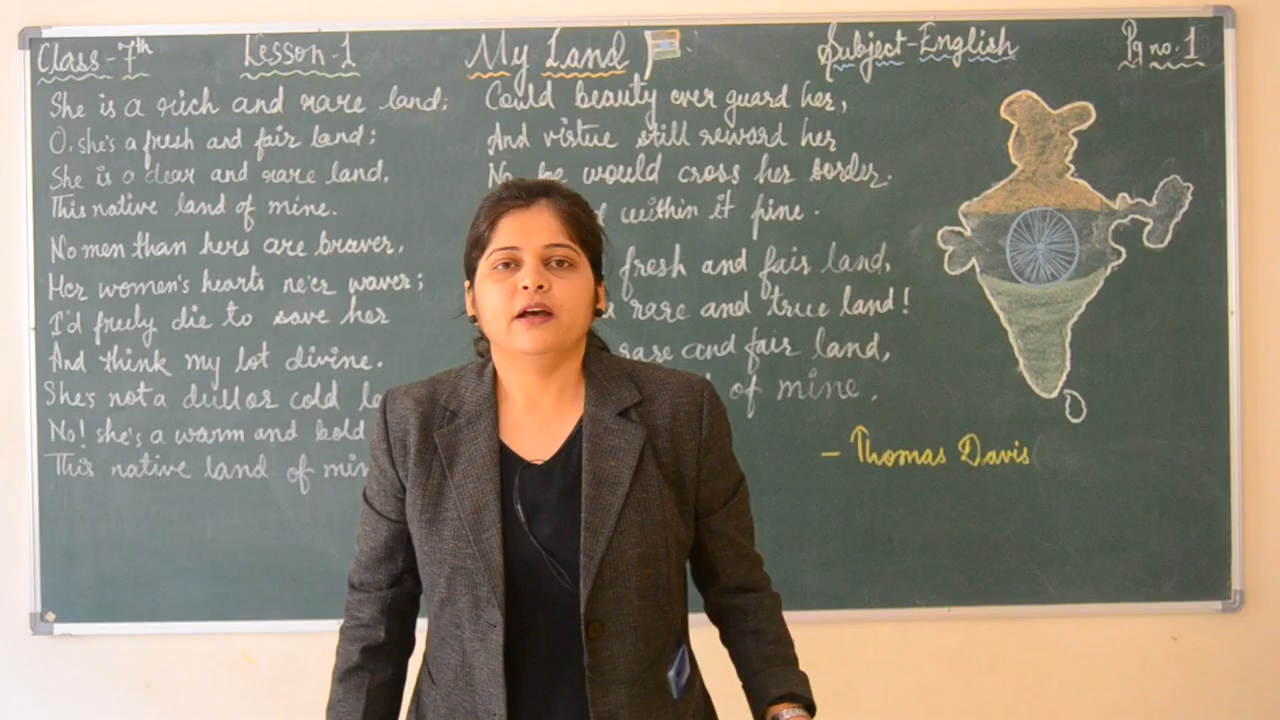 Class-7th Lesson-1 My Land Subject-English Pg no. 1
She is a rich and rare land;
O, she's a fresh and fair land;
She is a dear and rare land,
This native land of mine.
No men than hers are braver,
Her women's hearts ne'er waver;
I'd freely die to save her
And think my lot divine.
She's not a dull or cold
No! she's a warm and bold
This native land of
Could beauty ever guard her,
And virtue still reward her
would cross her border.
within it pine.
fresh and fair land,
rare and true land!
rare and fair land,
of mine.
- Thomas Davis